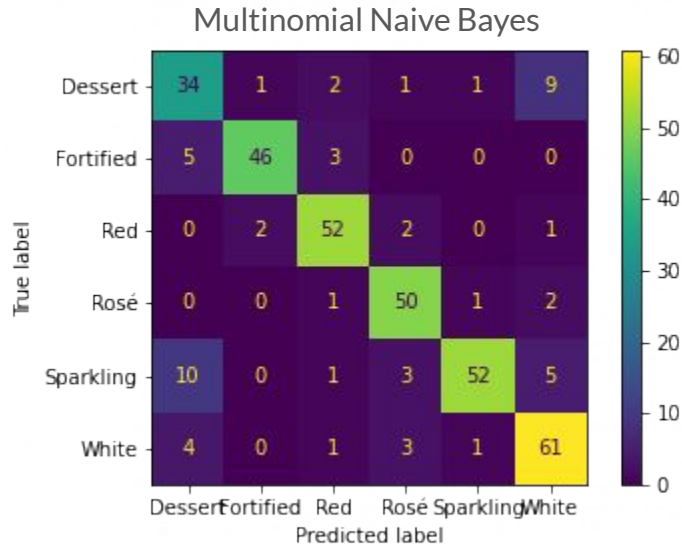 Multinomial Naive Bayes
Dessert 34 1 2 1 1 9
Fortified 5 46 3 0 0 0
Red 0 2 52 2 0 1
Rosé 0 0 1 50 1 2
Sparkling 10 0 1 3 52 5
White 4 0 1 3 1 61
Dessert Fortified Red Rosé Sparkling White
Predicted label
True label
60
50
40
30
20
10
0